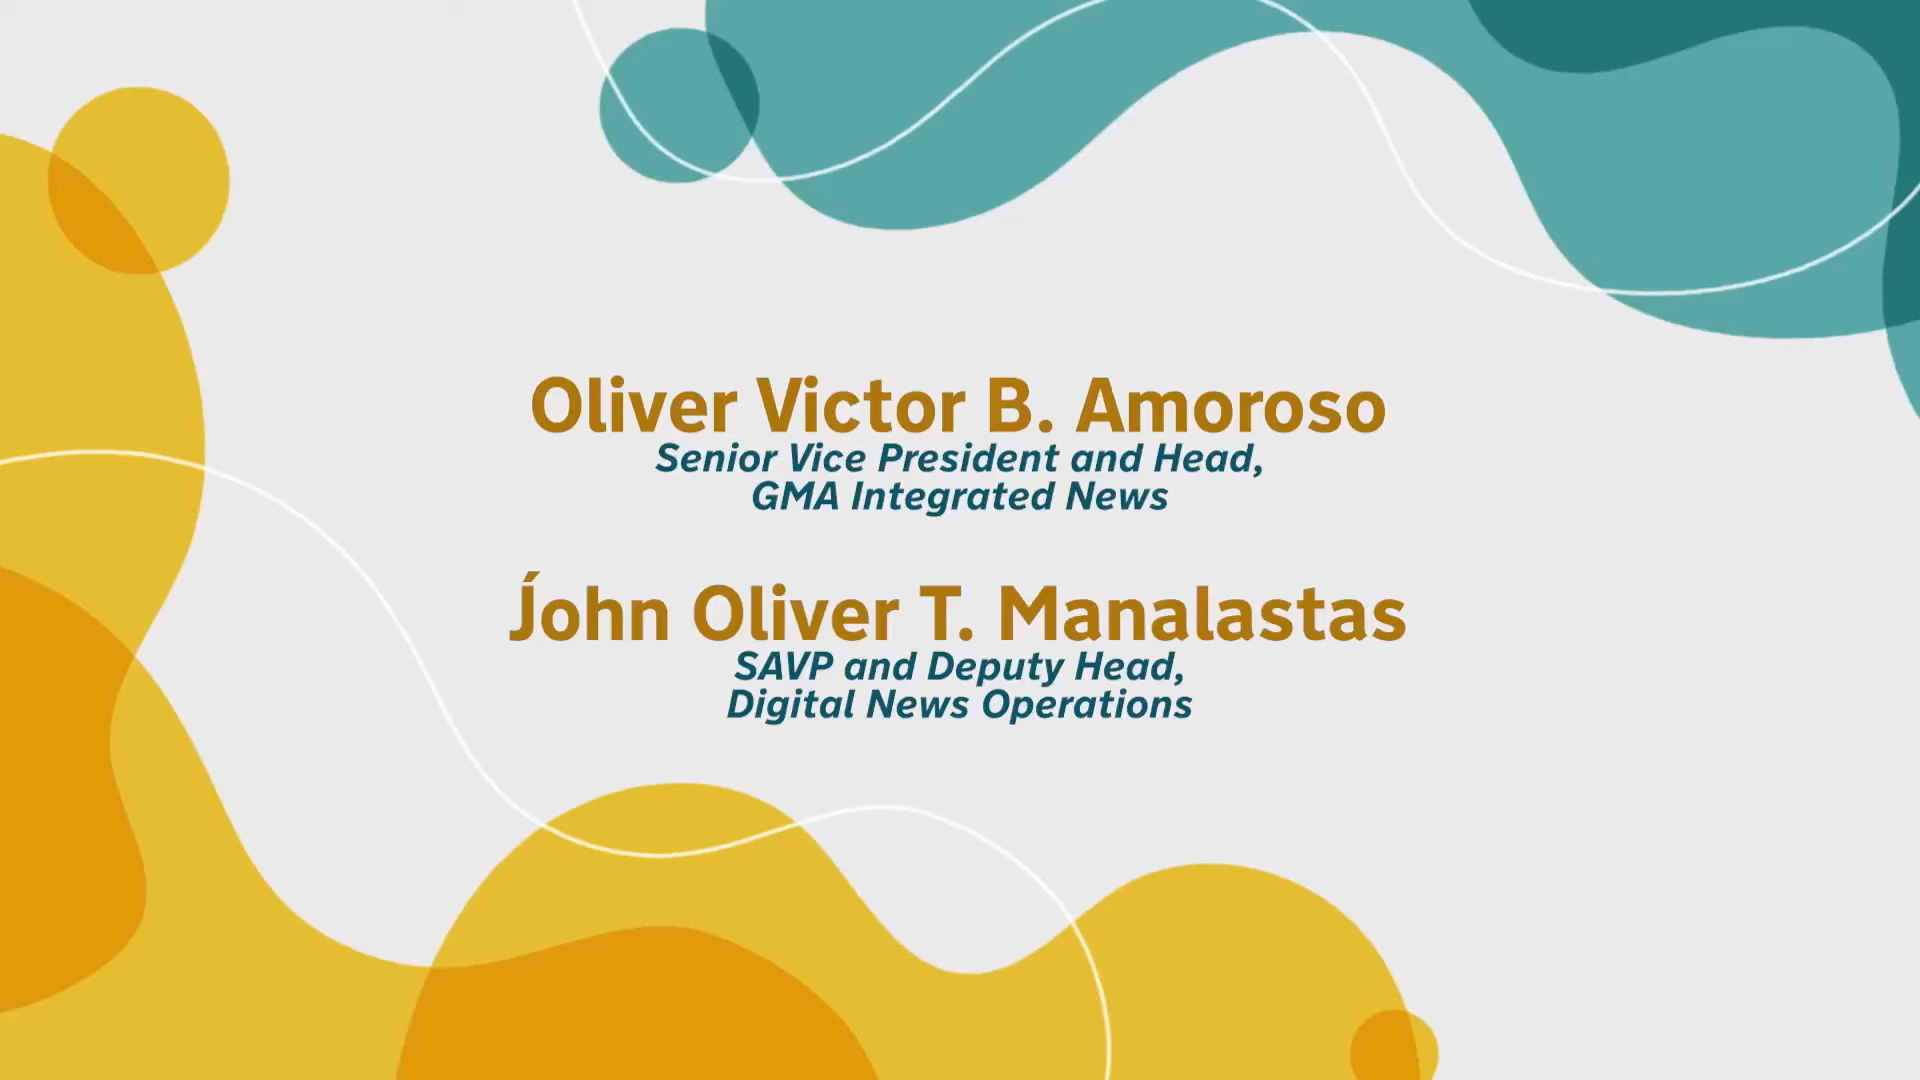 Oliver Victor B. Amoroso
Senior Vice President and Head,
GMA Integrated News
J́ohn Oliver T. Manalastas
SAVP and Deputy Head,
Digital News Operations